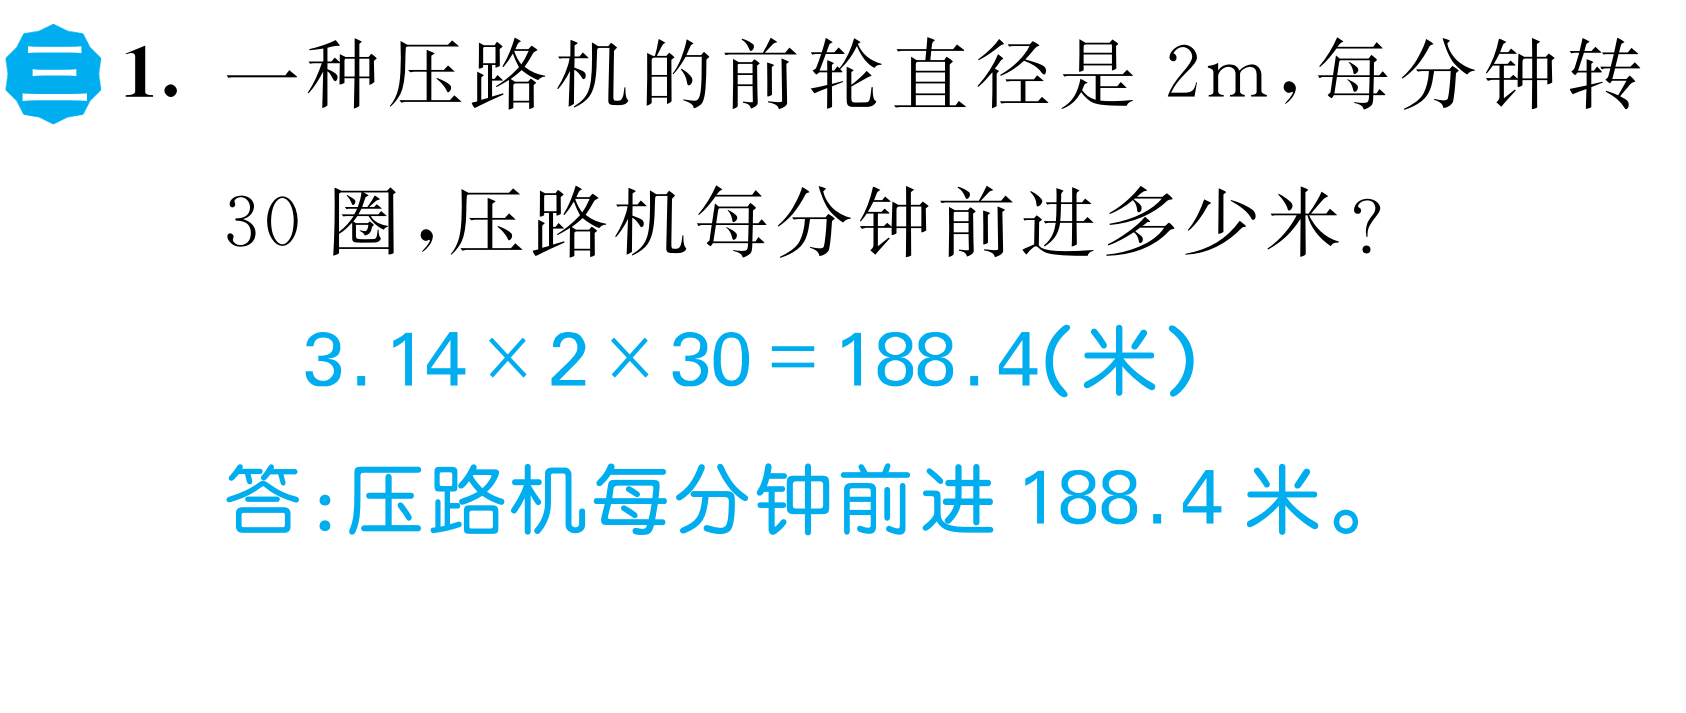 三 1. 一种压路机的前轮直径是 2m,每分钟转
30 圈,压路机每分钟前进多少米?
3.14×2×30=188.4(米)
答:压路机每分钟前进 188.4 米。